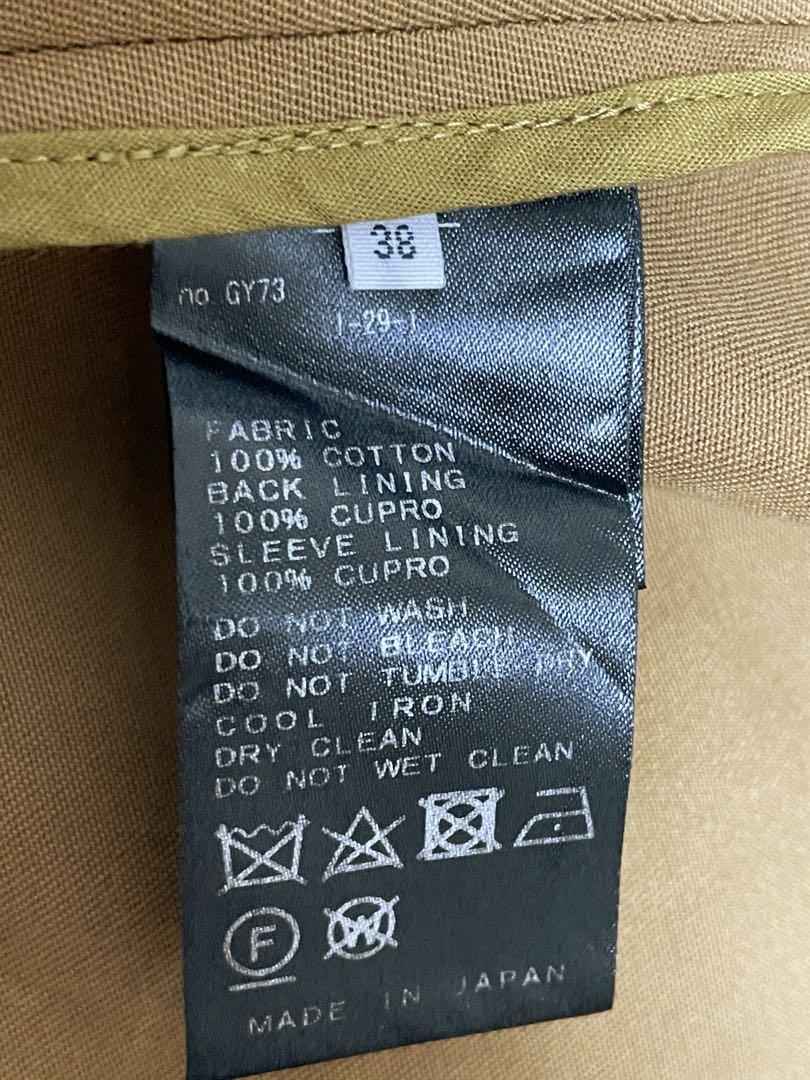 38
no. GY73
1-29-1
FABRIC
100% COTTON
BACK LINING
100% CUPRO
SLEEVE LINING
100% CUPRO
DO NOT WASH
DO NOT BLEACH
DO NOT TUMBLE DRY
COOL IRON
DRY CLEAN
DO NOT WET CLEAN
F
W
MADE IN JAPAN